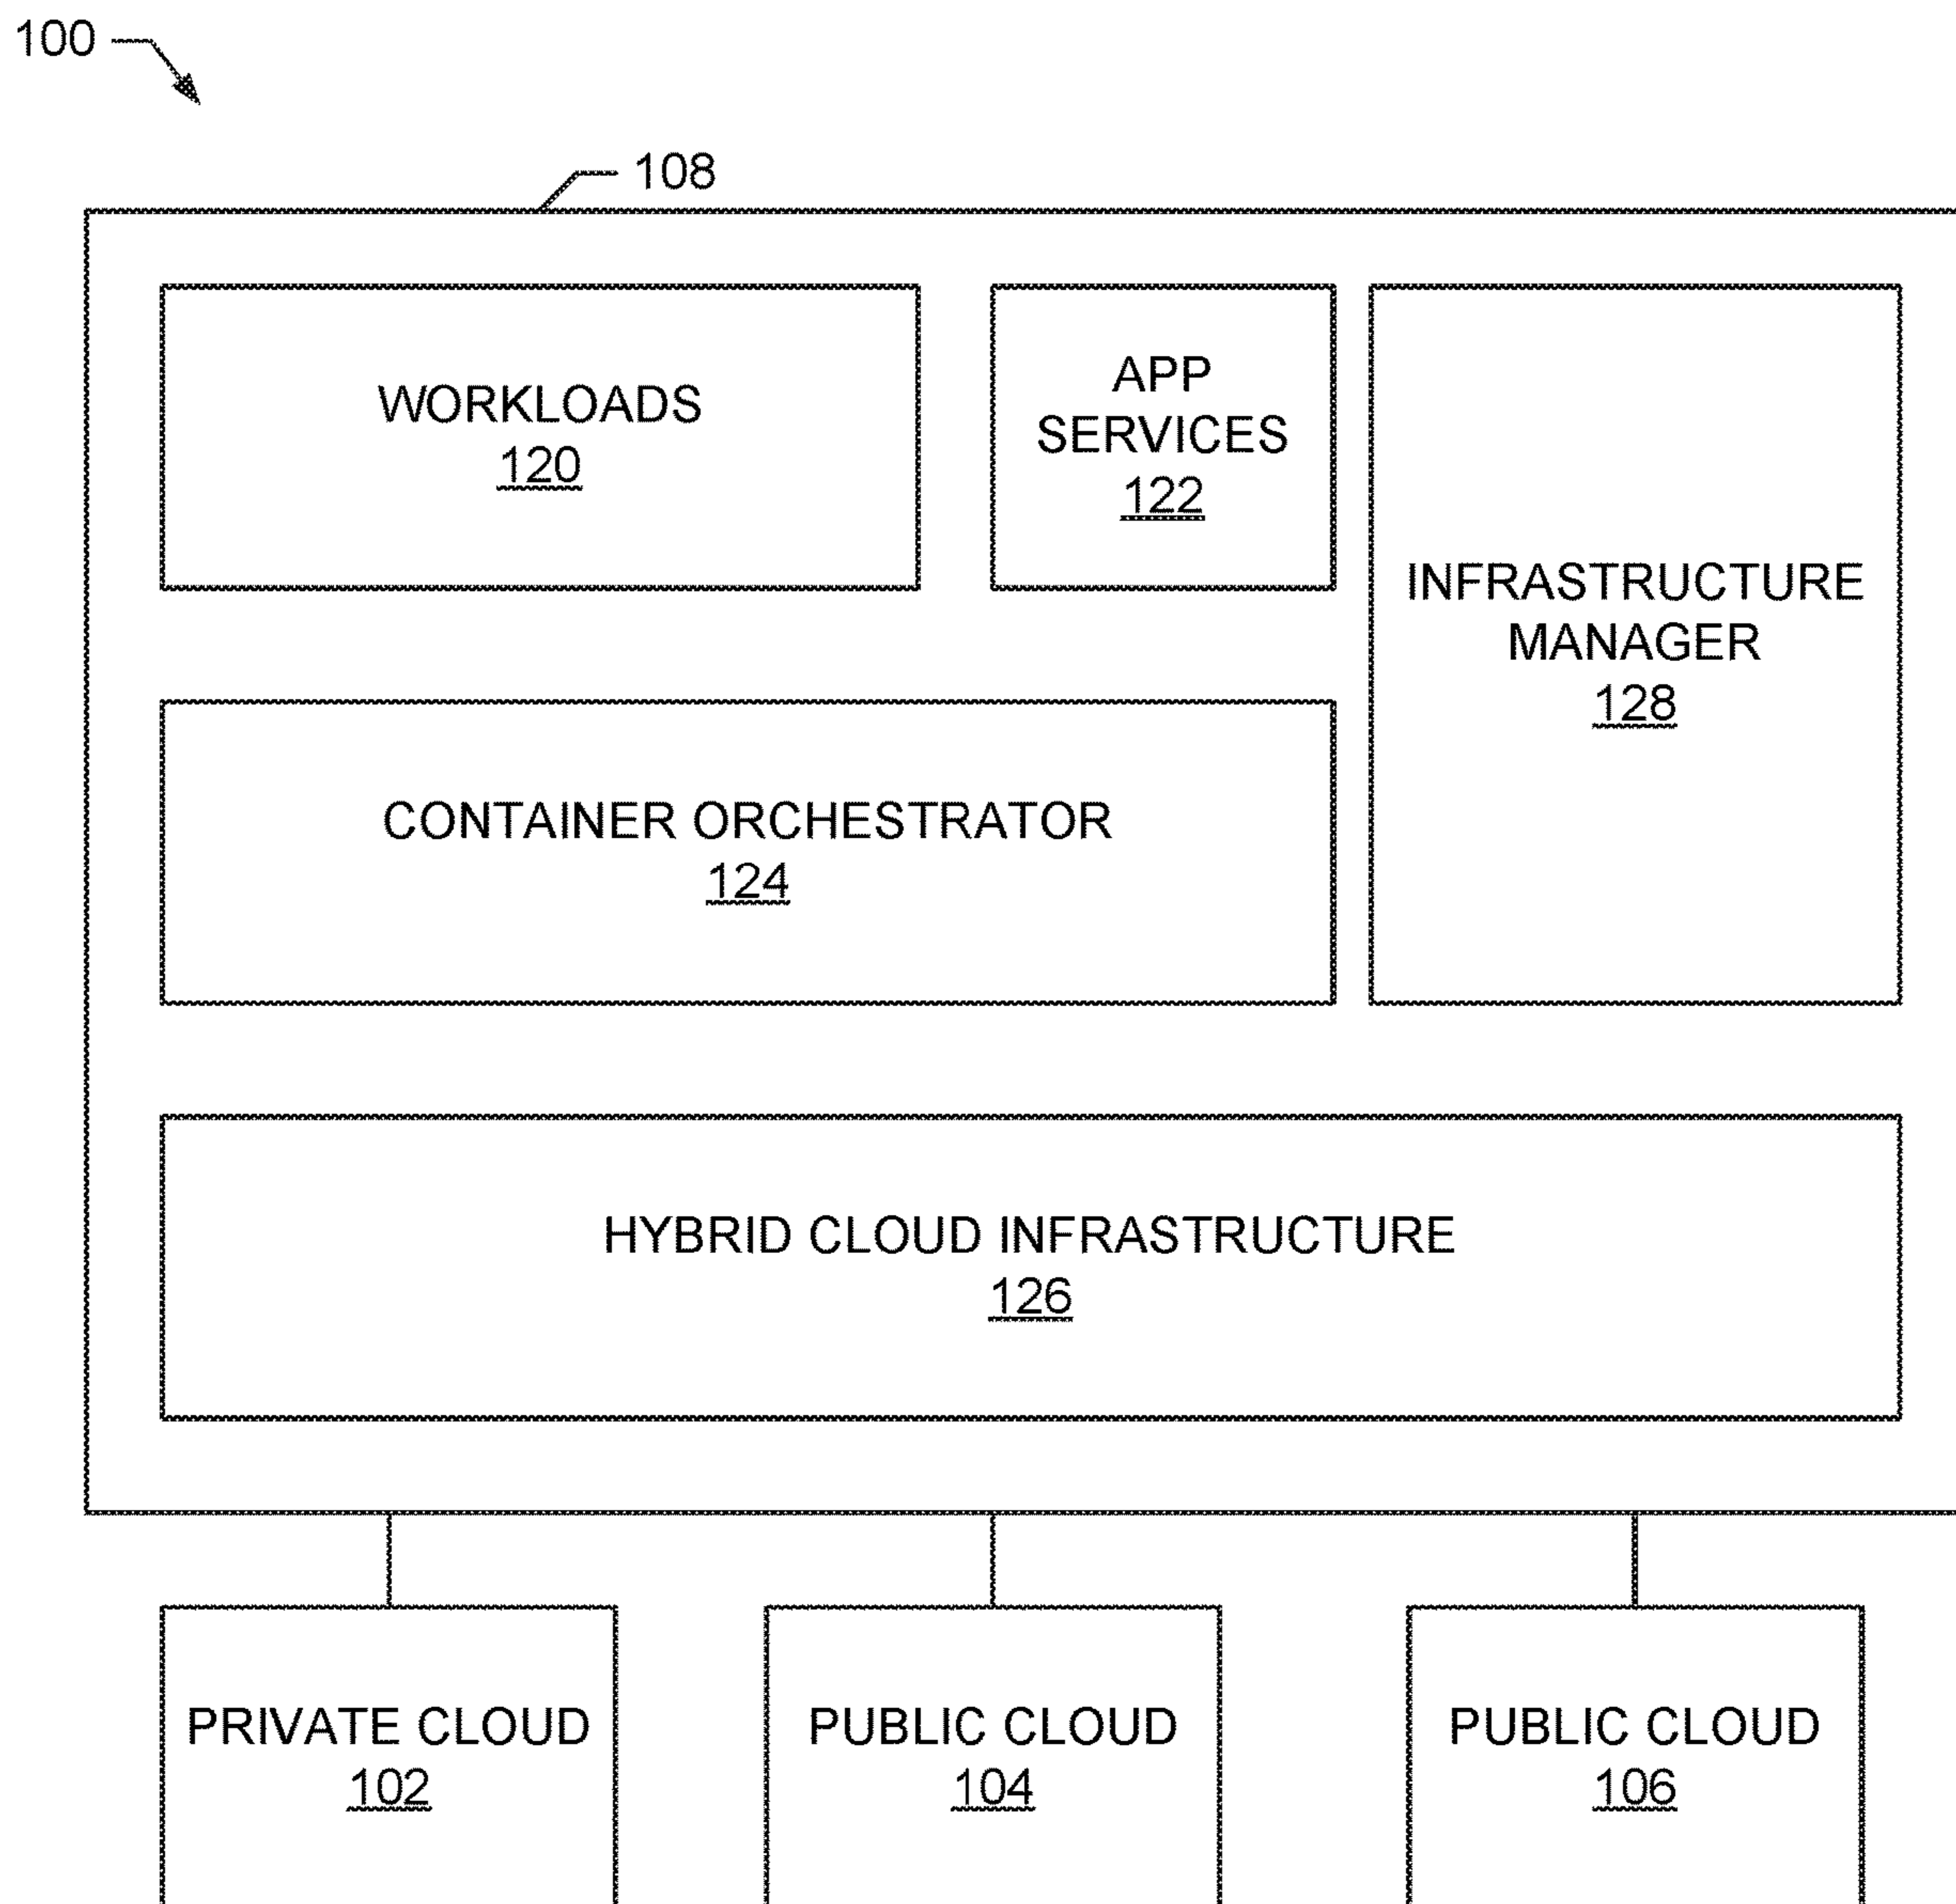 100
108
WORKLOADS
120
APP
SERVICES
122
INFRASTRUCTURE
MANAGER
128
CONTAINER ORCHESTRATOR
124
HYBRID CLOUD INFRASTRUCTURE
126
PRIVATE CLOUD
102
PUBLIC CLOUD
104
PUBLIC CLOUD
106